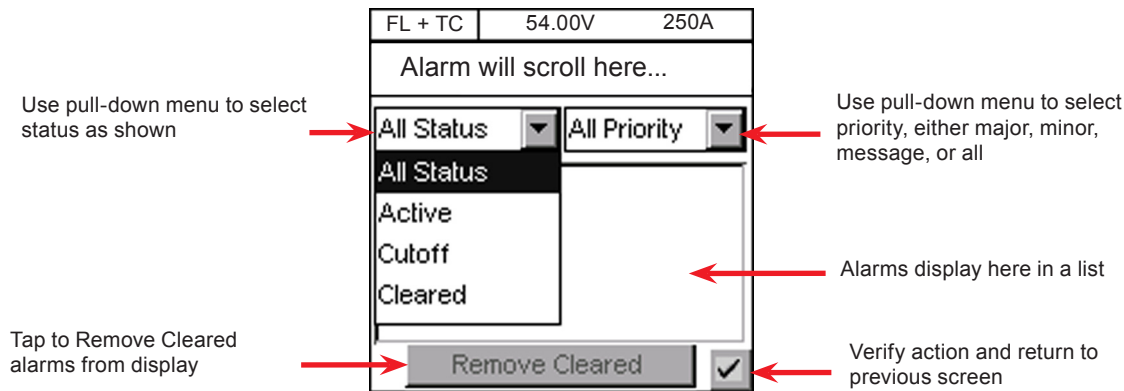 FL + TC 54.00V 250A
Alarm will scroll here...
Use pull-down menu to select
status as shown
All Status All Priority
Use pull-down menu to select
priority, either major, minor,
message, or all
All Status
Active
Cutoff
Cleared
Alarms display here in a list
Tap to Remove Cleared
alarms from display
Remove Cleared
Verify action and return to
previous screen